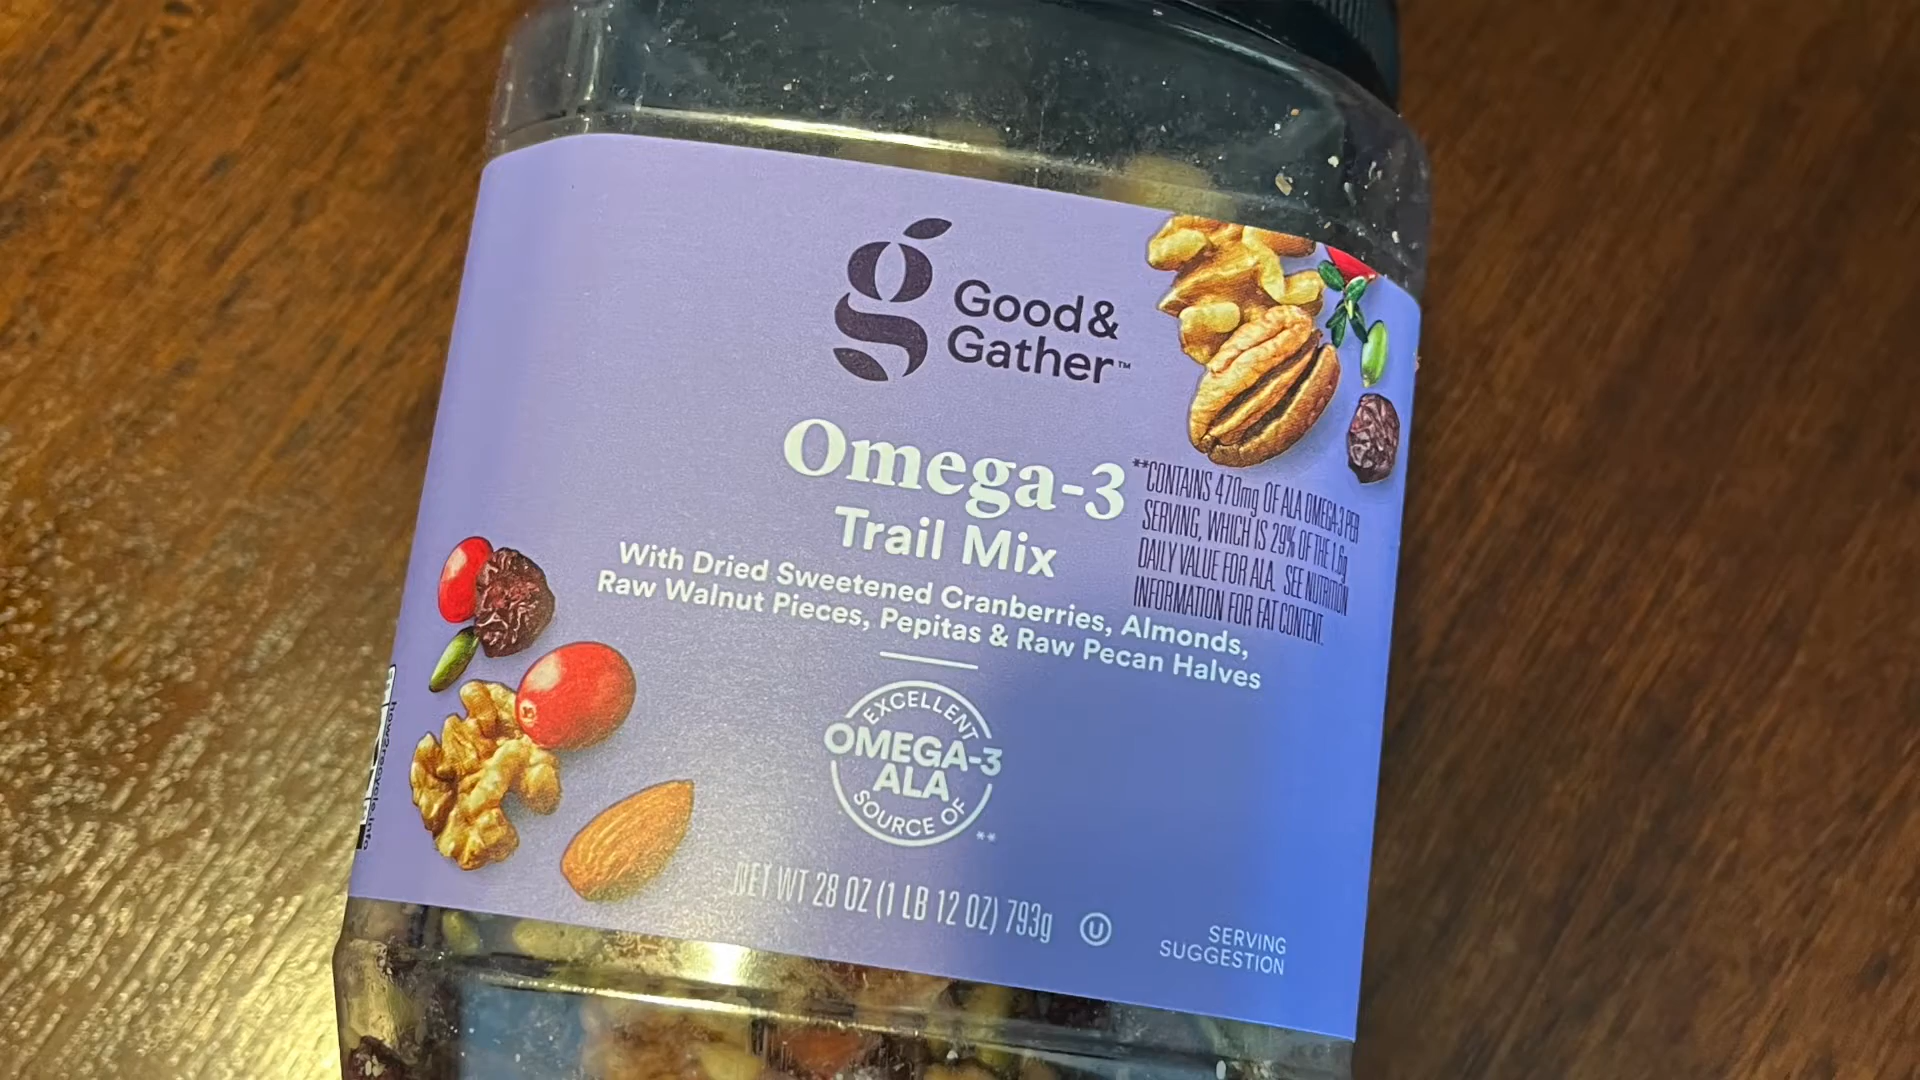 Good&
Gather™
Omega-3
Trail Mix
With Dried Sweetened Cranberries, Almonds,
Raw Walnut Pieces, Pepitas & Raw Pecan Halves
**CONTAINS 470mg OF ALA OMEGA-3 PER
SERVING, WHICH IS 29% OF THE 1.6g
DAILY VALUE FOR ALA. SEE NUTRITION
INFORMATION FOR FAT CONTENT.
EXCELLENT
OMEGA-3
ALA
SOURCE OF
**
NET WT 28 OZ (1 LB 12 OZ) 793g
U
SERVING
SUGGESTION
how2recycle.info